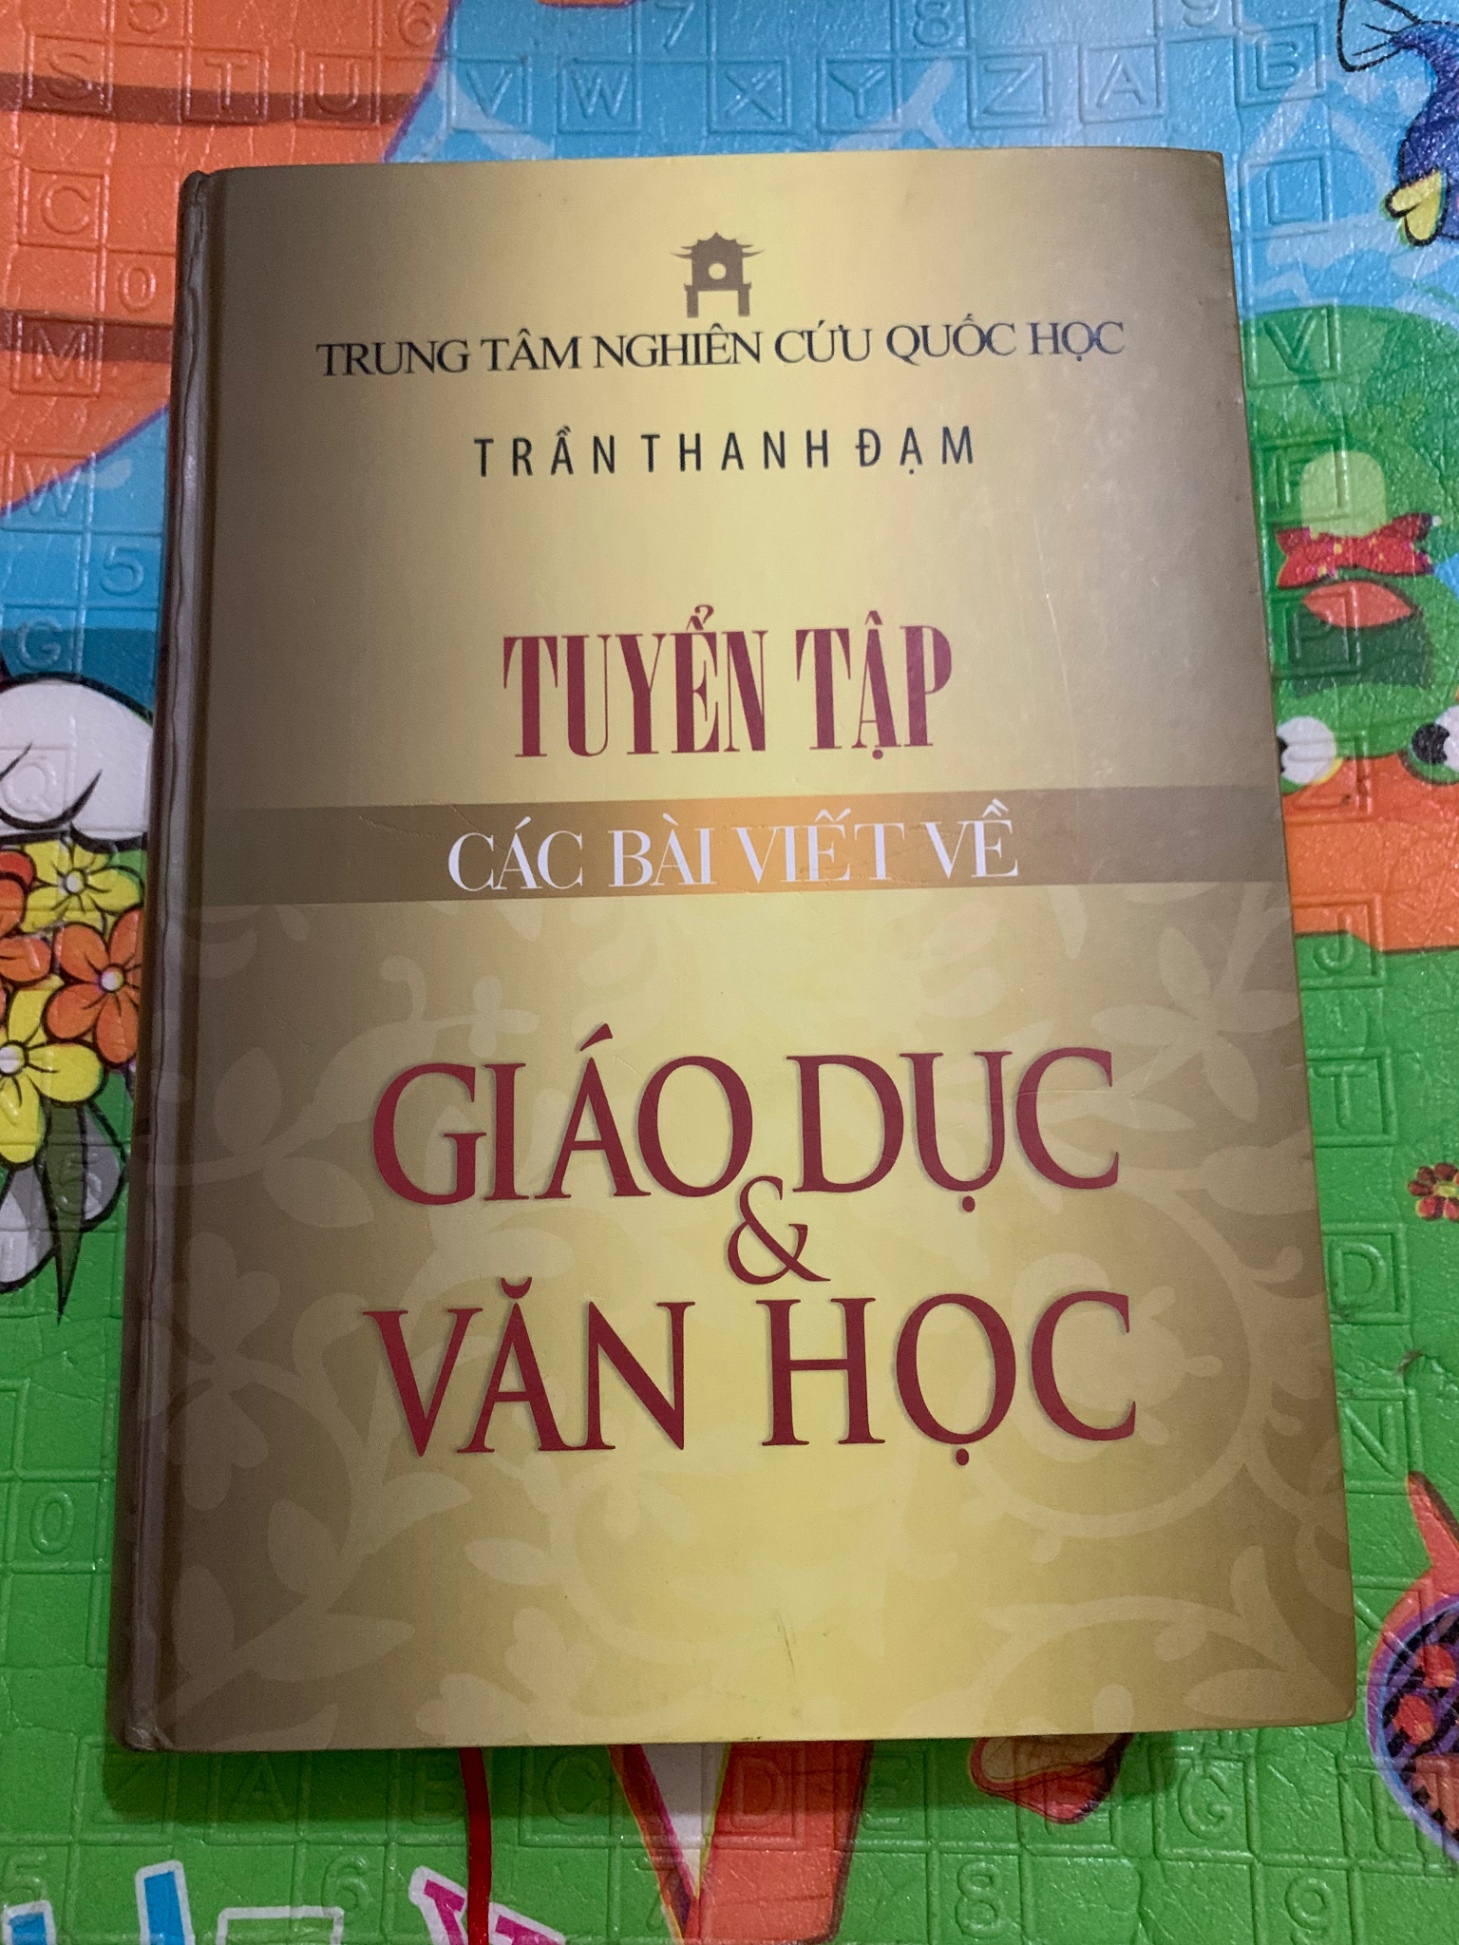 TRUNG TÂM NGHIÊN CỨU QUỐC HỌC
TRẦN THANH ĐẠM
TUYỂN TẬP
CÁC BÀI VIẾT VỀ
GIÁO DỤC
&
VĂN HỌC